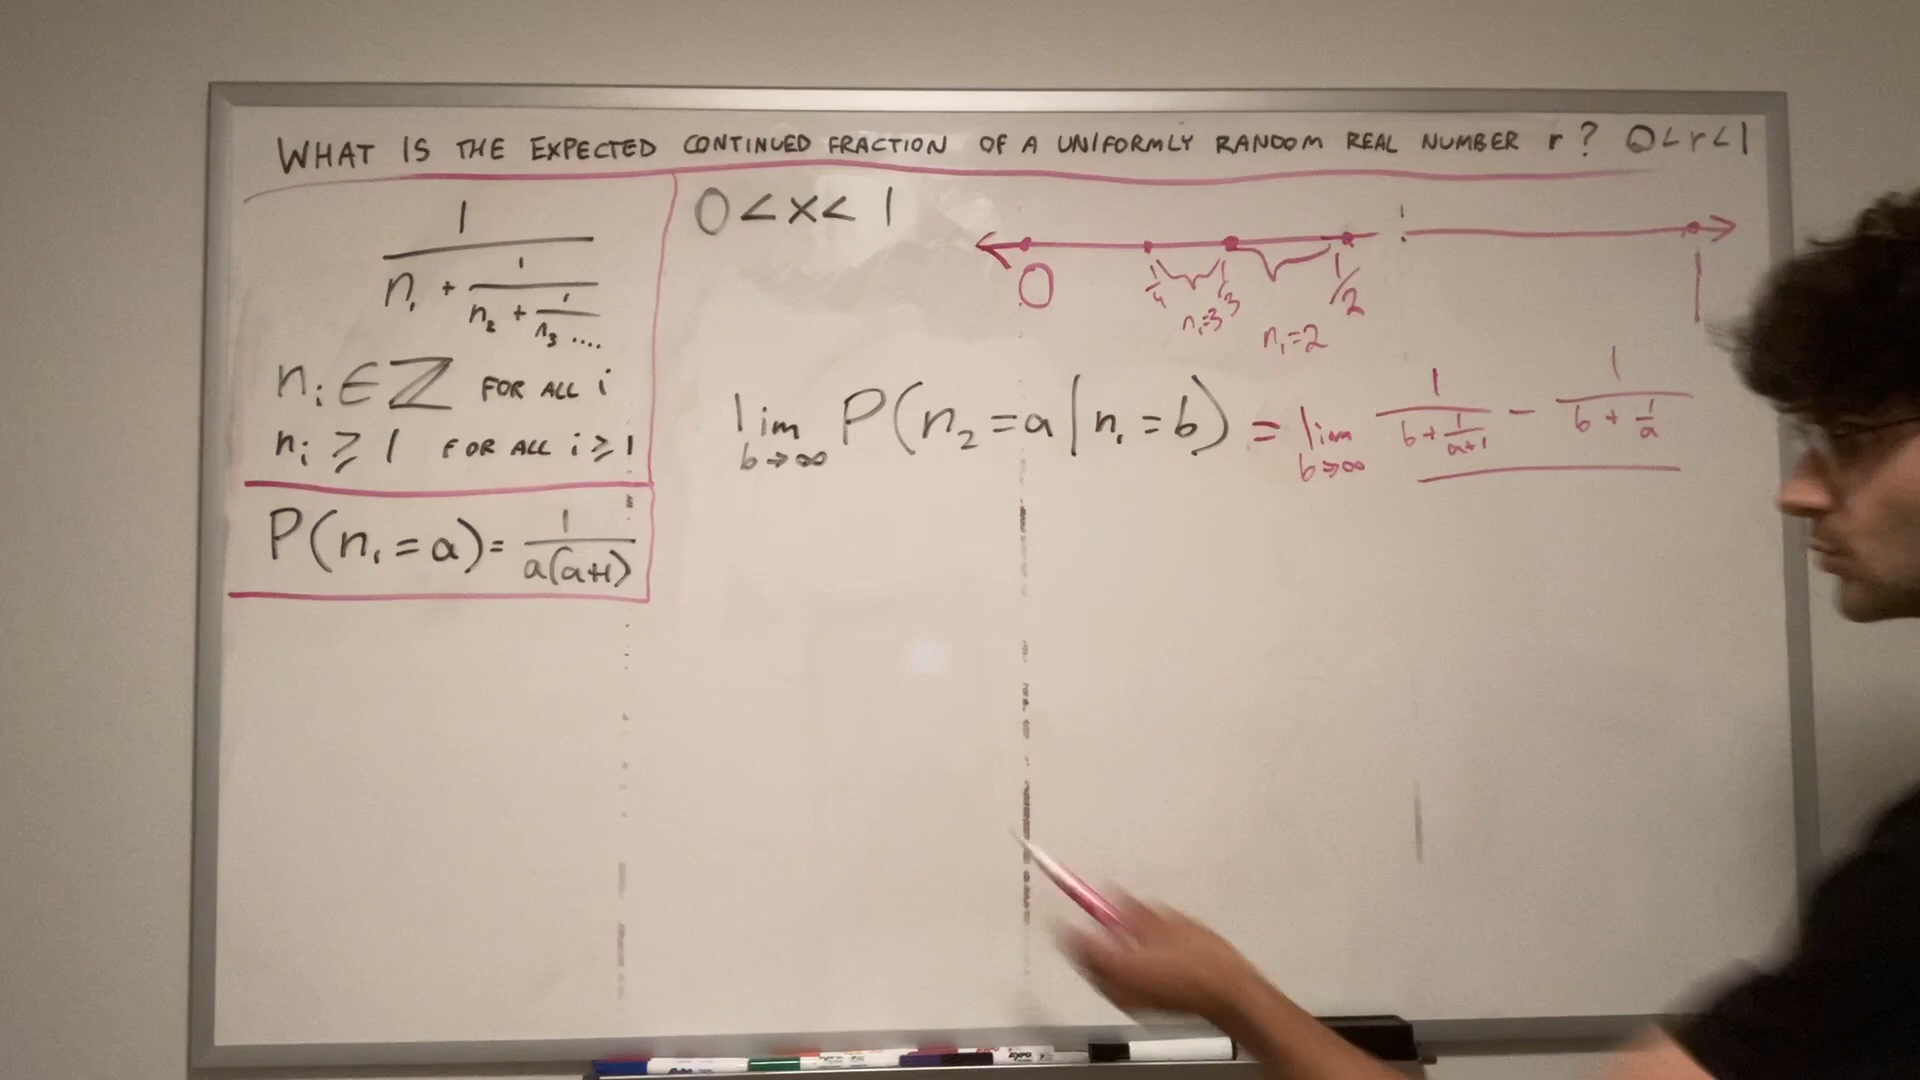 WHAT IS THE EXPECTED CONTINUED FRACTION OF A UNIFORMLY RANDOM REAL NUMBER r? 0<r<1
1
n₁ + 1
n₂ + 1
n₃ ....
nᵢ ∈ ℤ FOR ALL i
nᵢ ⩾ 1 FOR ALL i ⩾ 1
P(n₁ = a) = 1/a(a+1)
0 < x < 1
0 1/4 1/3 1/2 1
n₁=3 n₁=2
lim b→∞ P(n₂ = a | n₁ = b) = lim b→∞ 1/(b + 1/(a+1)) − 1/(b + 1/a)
EXPO